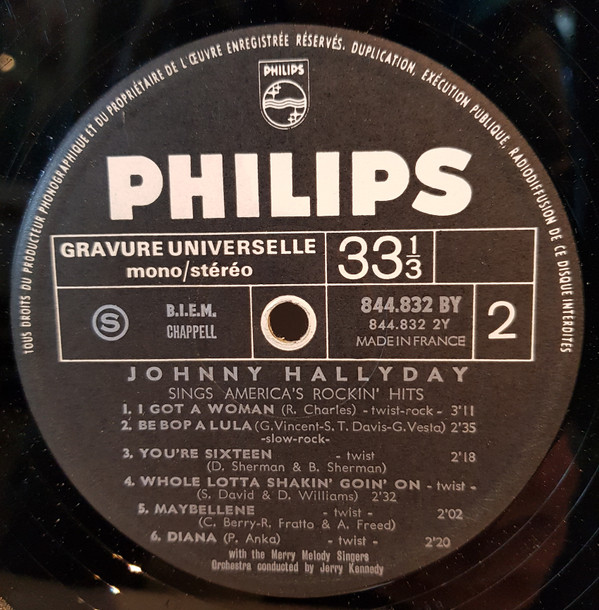 TOUS DROITS DU PRODUCTEUR PHONOGRAPHIQUE ET DU PROPRIÉTAIRE DE L'ŒUVRE ENREGISTRÉE RÉSERVÉS. DUPLICATION, EXÉCUTION PUBLIQUE, RADIODIFFUSION DE CE DISQUE INTERDITES
PHILIPS
PHILIPS
GRAVURE UNIVERSELLE
mono/stéréo
33 1/3
S
B.I.E.M.
CHAPPELL
844.832 BY
844.832 2Y
MADE IN FRANCE
2
JOHNNY HALLYDAY
SINGS AMERICA'S ROCKIN' HITS
1. I GOT A WOMAN (R. Charles) - twist-rock - 3'11
2. BE BOP A LULA (G.Vincent-S. T. Davis-G. Vesta) 2'35
-slow-rock-
3. YOU'RE SIXTEEN - twist 2'18
(D. Sherman & B. Sherman)
4. WHOLE LOTTA SHAKIN' GOIN' ON - twist -
(S. David & D. Williams) 2'32
5. MAYBELLENE - twist - 2'02
(C. Berry-R. Fratto & A. Freed)
6. DIANA (P. Anka) - twist - 2'20
with the Merry Melody Singers
Orchestra conducted by Jerry Kennedy